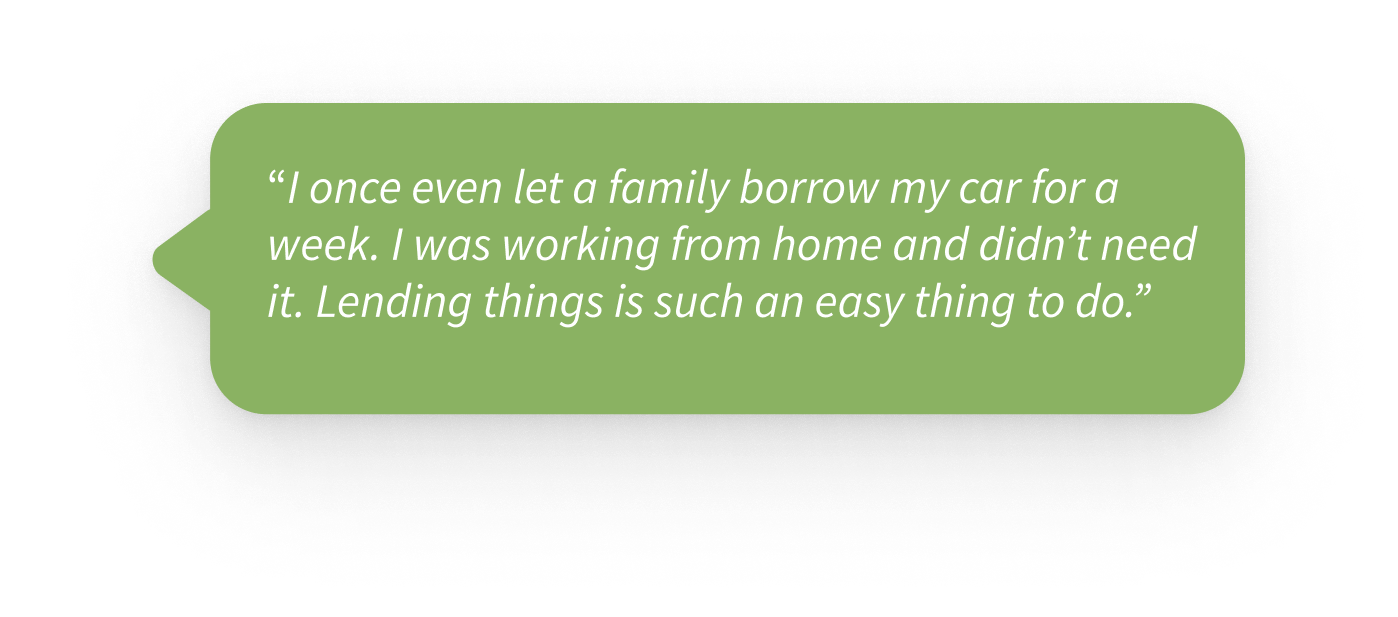 “I once even let a family borrow my car for a
week. I was working from home and didn’t need
it. Lending things is such an easy thing to do.”